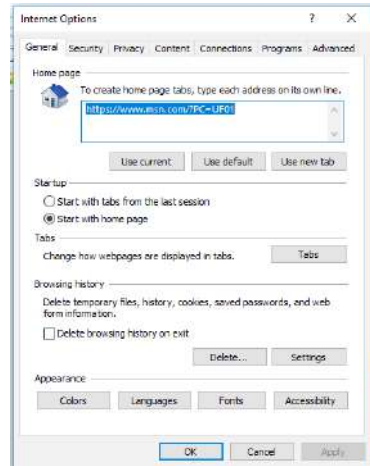 Internet Options ? X
General Security Privacy Content Connections Programs Advanced
Home page
To create home page tabs, type each address on its own line.
https://www.msn.com/?PC=UF01
Use current Use default Use new tab
Startup
Start with tabs from the last session
Start with home page
Tabs
Change how webpages are displayed in tabs. Tabs
Browsing history
Delete temporary files, history, cookies, saved passwords, and web
form information.
Delete browsing history on exit
Delete... Settings
Appearance
Colors Languages Fonts Accessibility
OK Cancel Apply